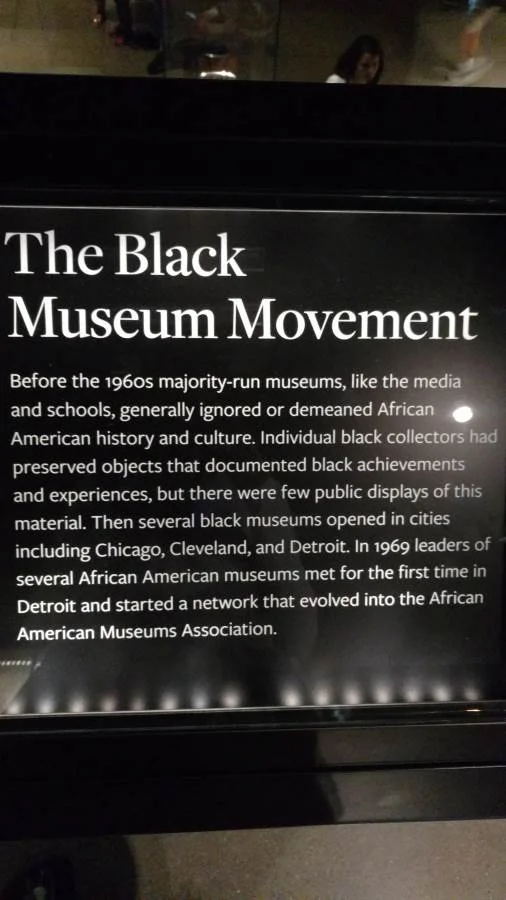 The Black
Museum Movement
Before the 1960s majority-run museums, like the media
and schools, generally ignored or demeaned African
American history and culture. Individual black collectors had
preserved objects that documented black achievements
and experiences, but there were few public displays of this
material. Then several black museums opened in cities
including Chicago, Cleveland, and Detroit. In 1969 leaders of
several African American museums met for the first time in
Detroit and started a network that evolved into the African
American Museums Association.